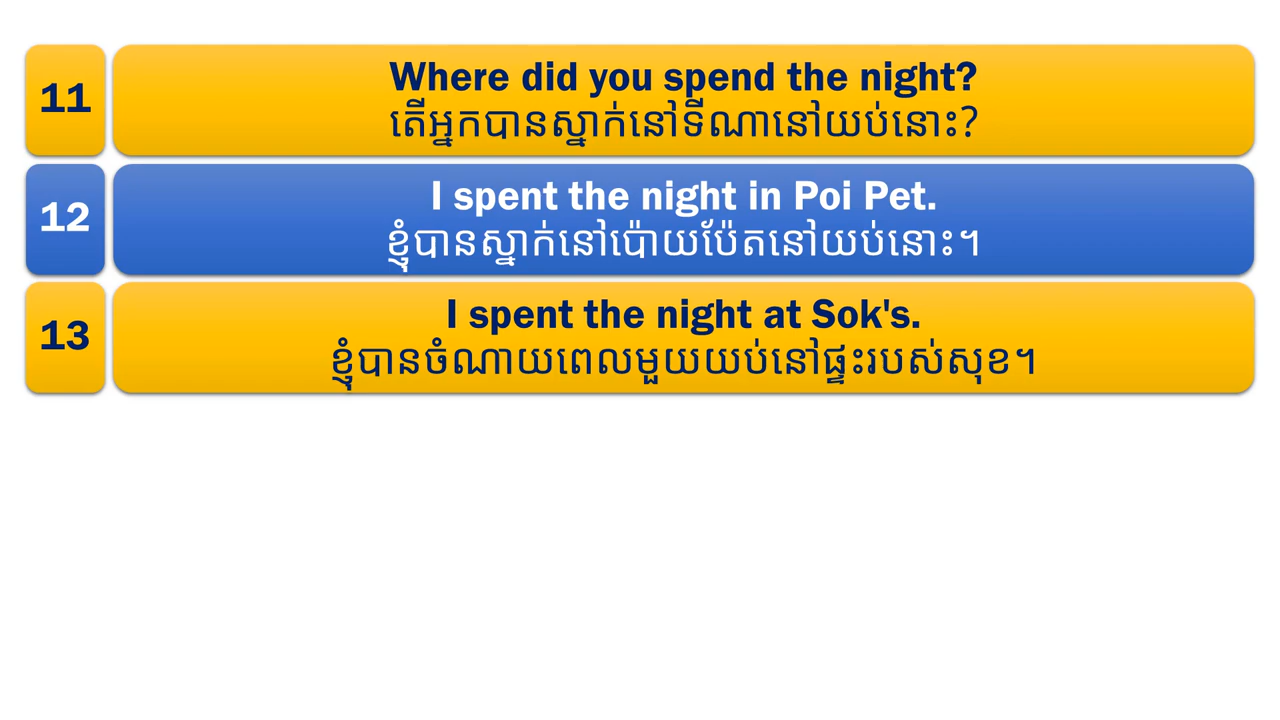 11
Where did you spend the night?
តើអ្នកបានស្នាក់នៅទីណានៅយប់នោះ?
12
I spent the night in Poi Pet.
ខ្ញុំបានស្នាក់នៅប៉ោយប៉ែតនៅយប់នោះ។
13
I spent the night at Sok's.
ខ្ញុំបានចំណាយពេលមួយយប់នៅផ្ទះរបស់សុខ។